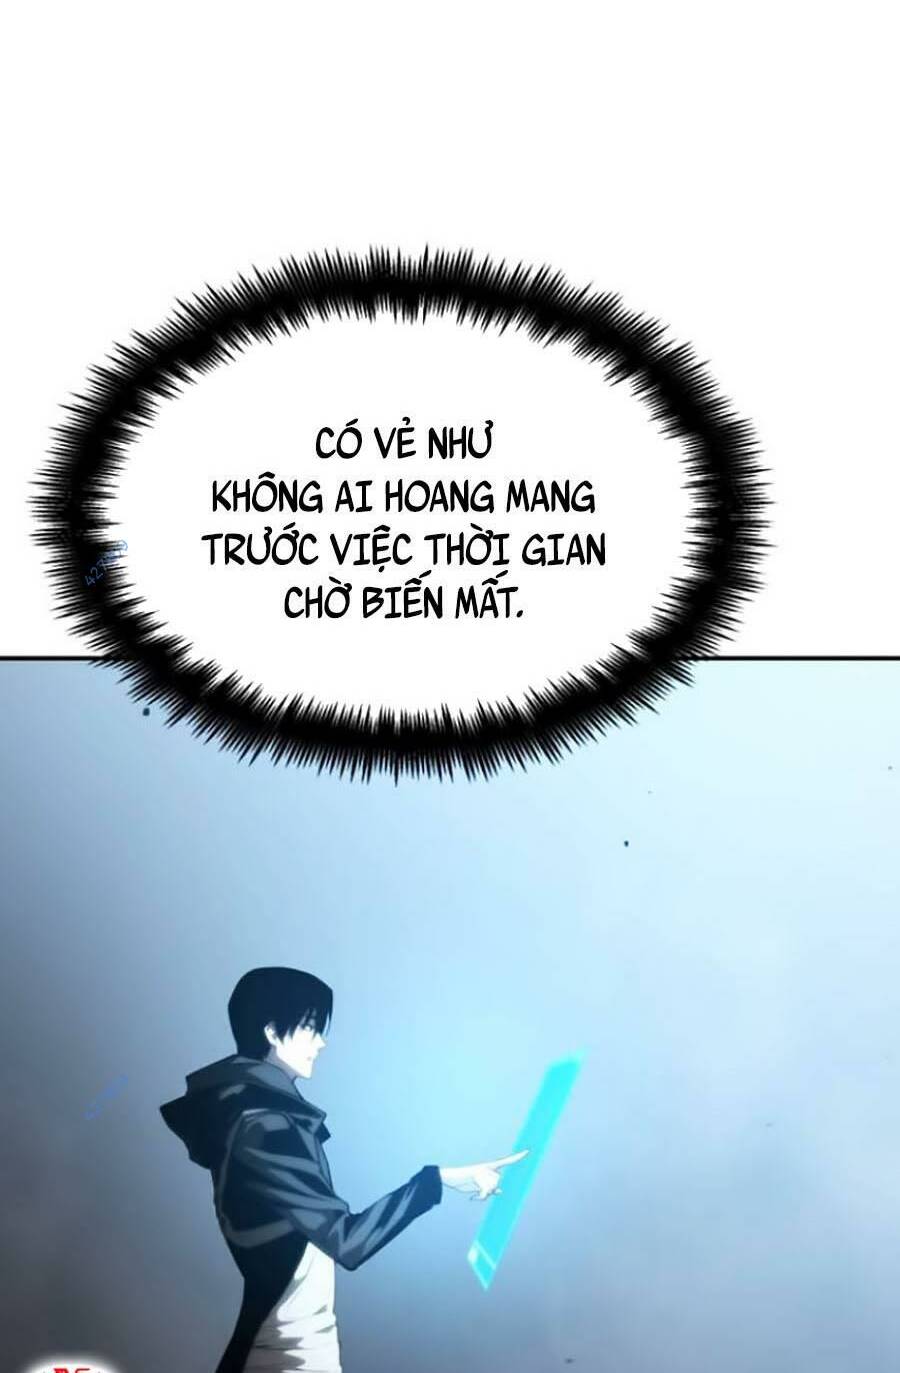 CÓ VẺ NHƯ
KHÔNG AI HOANG MANG
TRƯỚC VIỆC THỜI GIAN
CHỜ BIẾN MẤT.